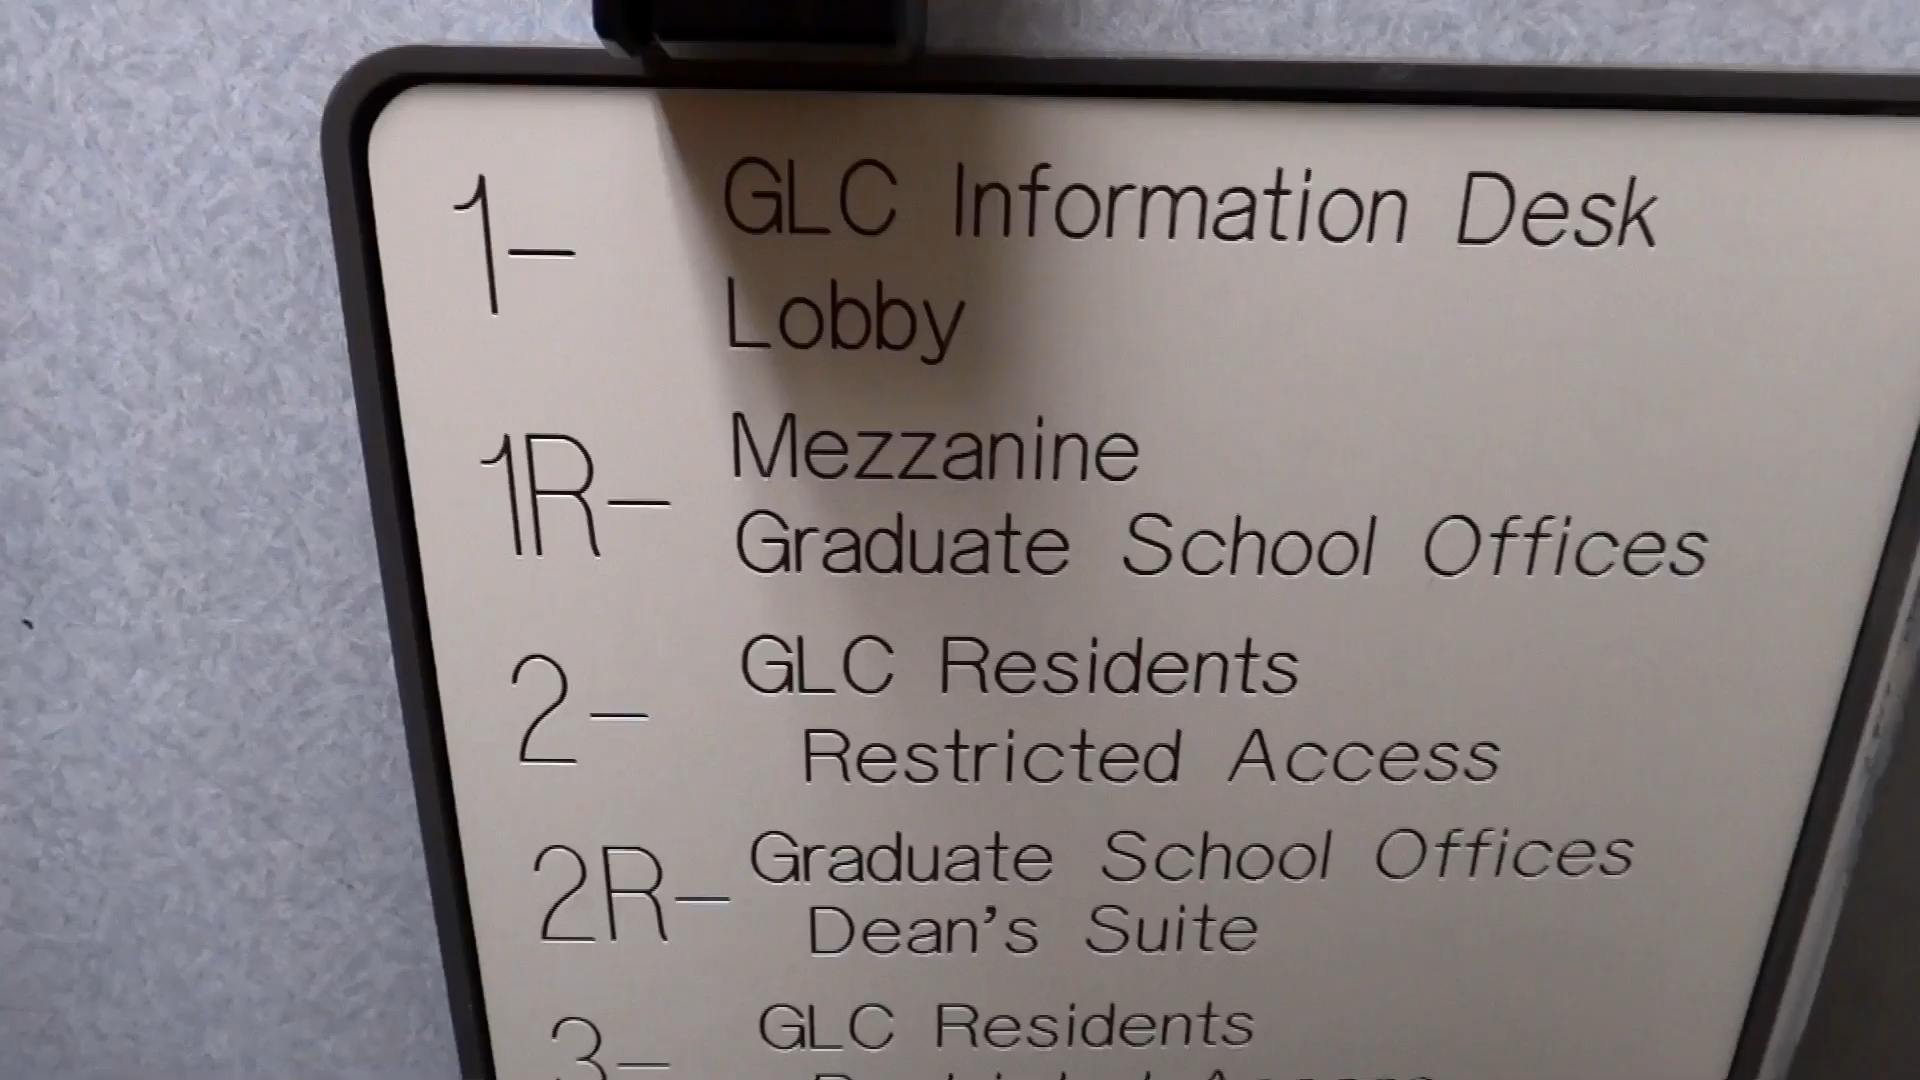 1- GLC Information Desk
Lobby
1R- Mezzanine
Graduate School Offices
2- GLC Residents
Restricted Access
2R- Graduate School Offices
Dean's Suite
3- GLC Residents